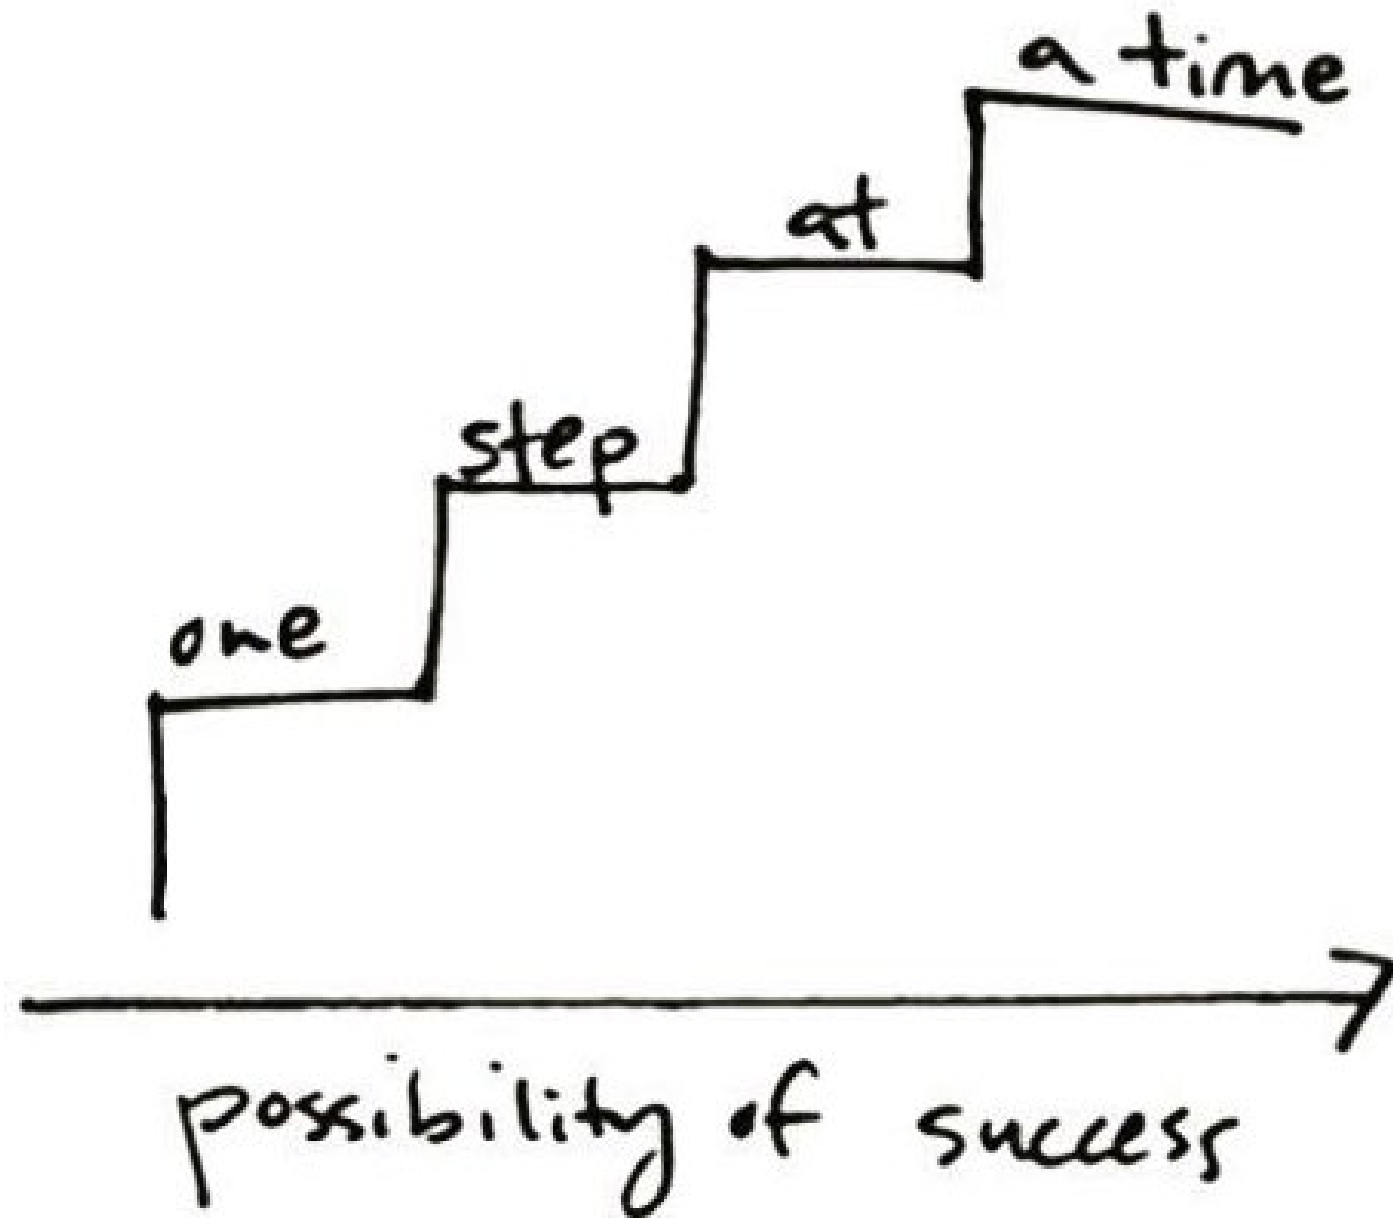 one
step
at
a time
possibility of success